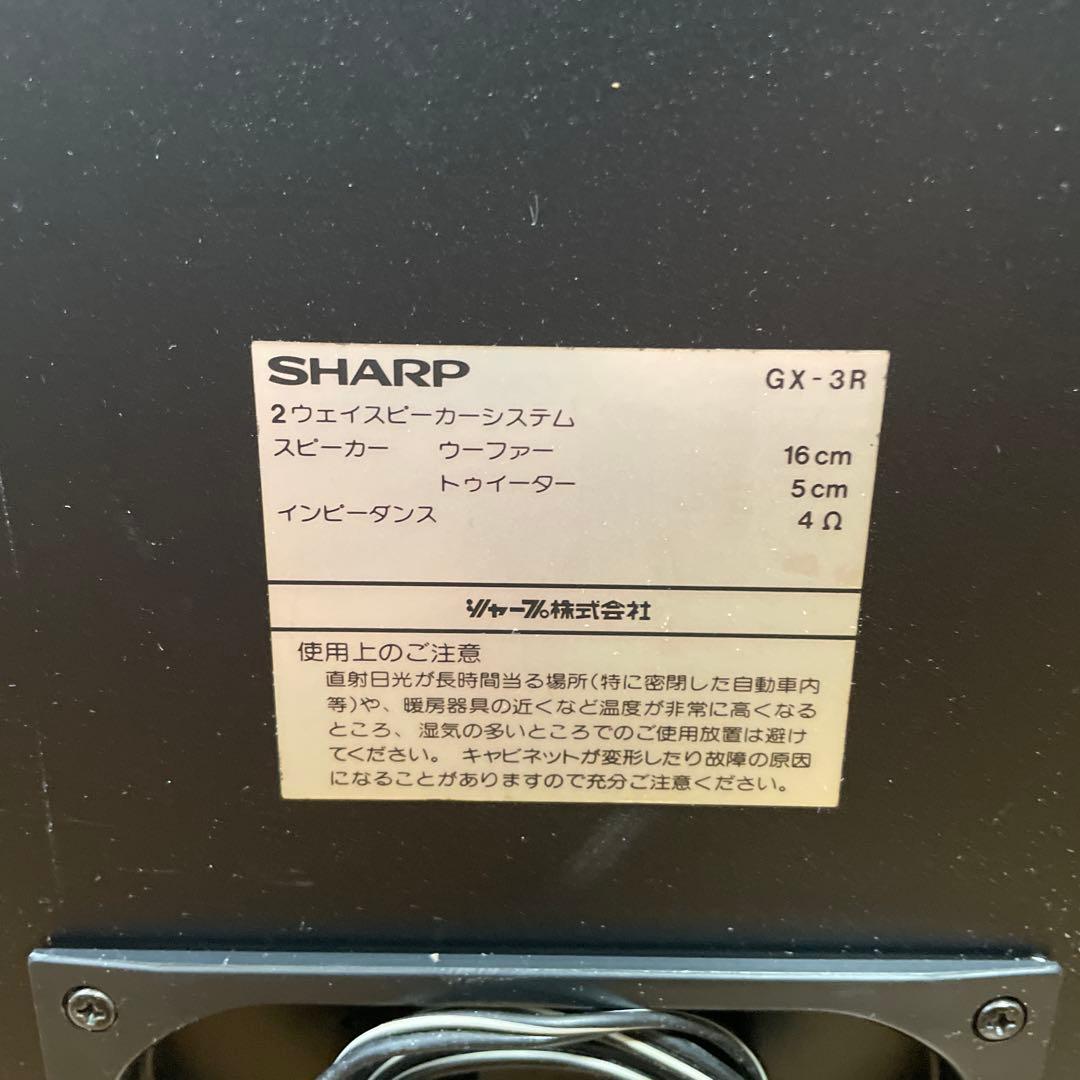 SHARP GX-3R
2ウェイスピーカーシステム
スピーカー ウーファー 16cm
トゥイーター 5cm
インピーダンス 4Ω
シャープ株式会社
使用上のご注意
直射日光が長時間当る場所(特に密閉した自動車内
等)や、暖房器具の近くなど温度が非常に高くなる
ところ、湿気の多いところでのご使用放置は避け
てください。 キャビネットが変形したり故障の原因
になることがありますので充分ご注意ください。